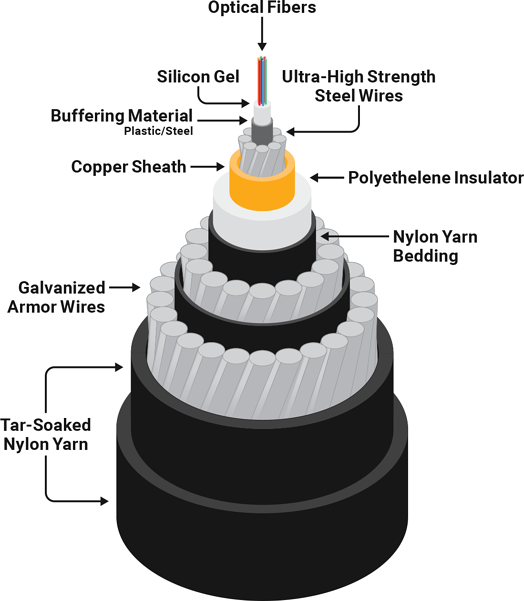 Optical Fibers
Silicon Gel
Ultra-High Strength
Steel Wires
Buffering Material
Plastic/Steel
Copper Sheath
Polyethelene Insulator
Nylon Yarn
Bedding
Galvanized
Armor Wires
Tar-Soaked
Nylon Yarn